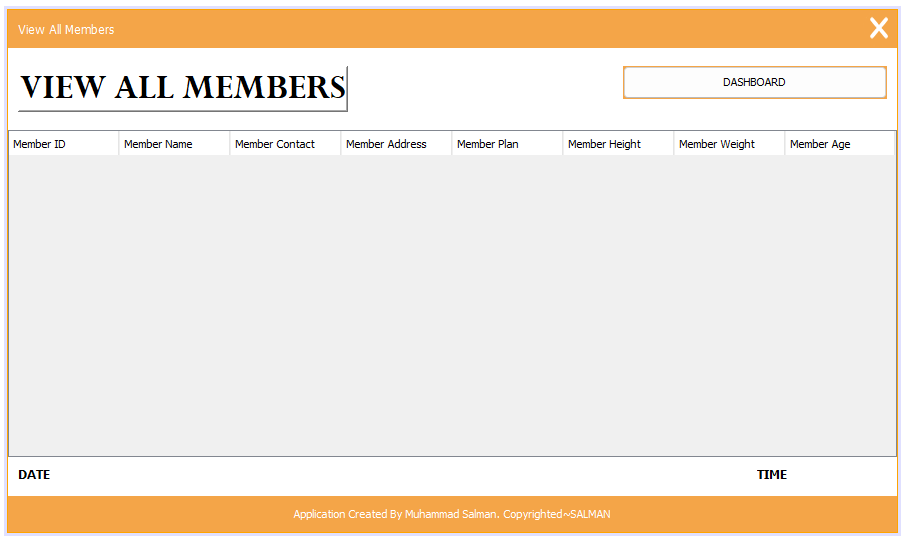 View All Members
VIEW ALL MEMBERS
DASHBOARD
Member ID Member Name Member Contact Member Address Member Plan Member Height Member Weight Member Age
DATE TIME
Application Created By Muhammad Salman. Copyrighted~SALMAN